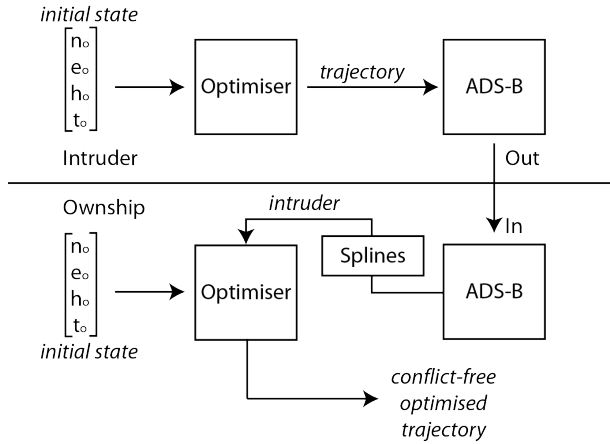 initial state
n₀
e₀
h₀
t₀
Optimiser
trajectory
ADS-B
Intruder
Out
Ownship
intruder
In
n₀
e₀
h₀
t₀
Optimiser
Splines
ADS-B
initial state
conflict-free
optimised
trajectory